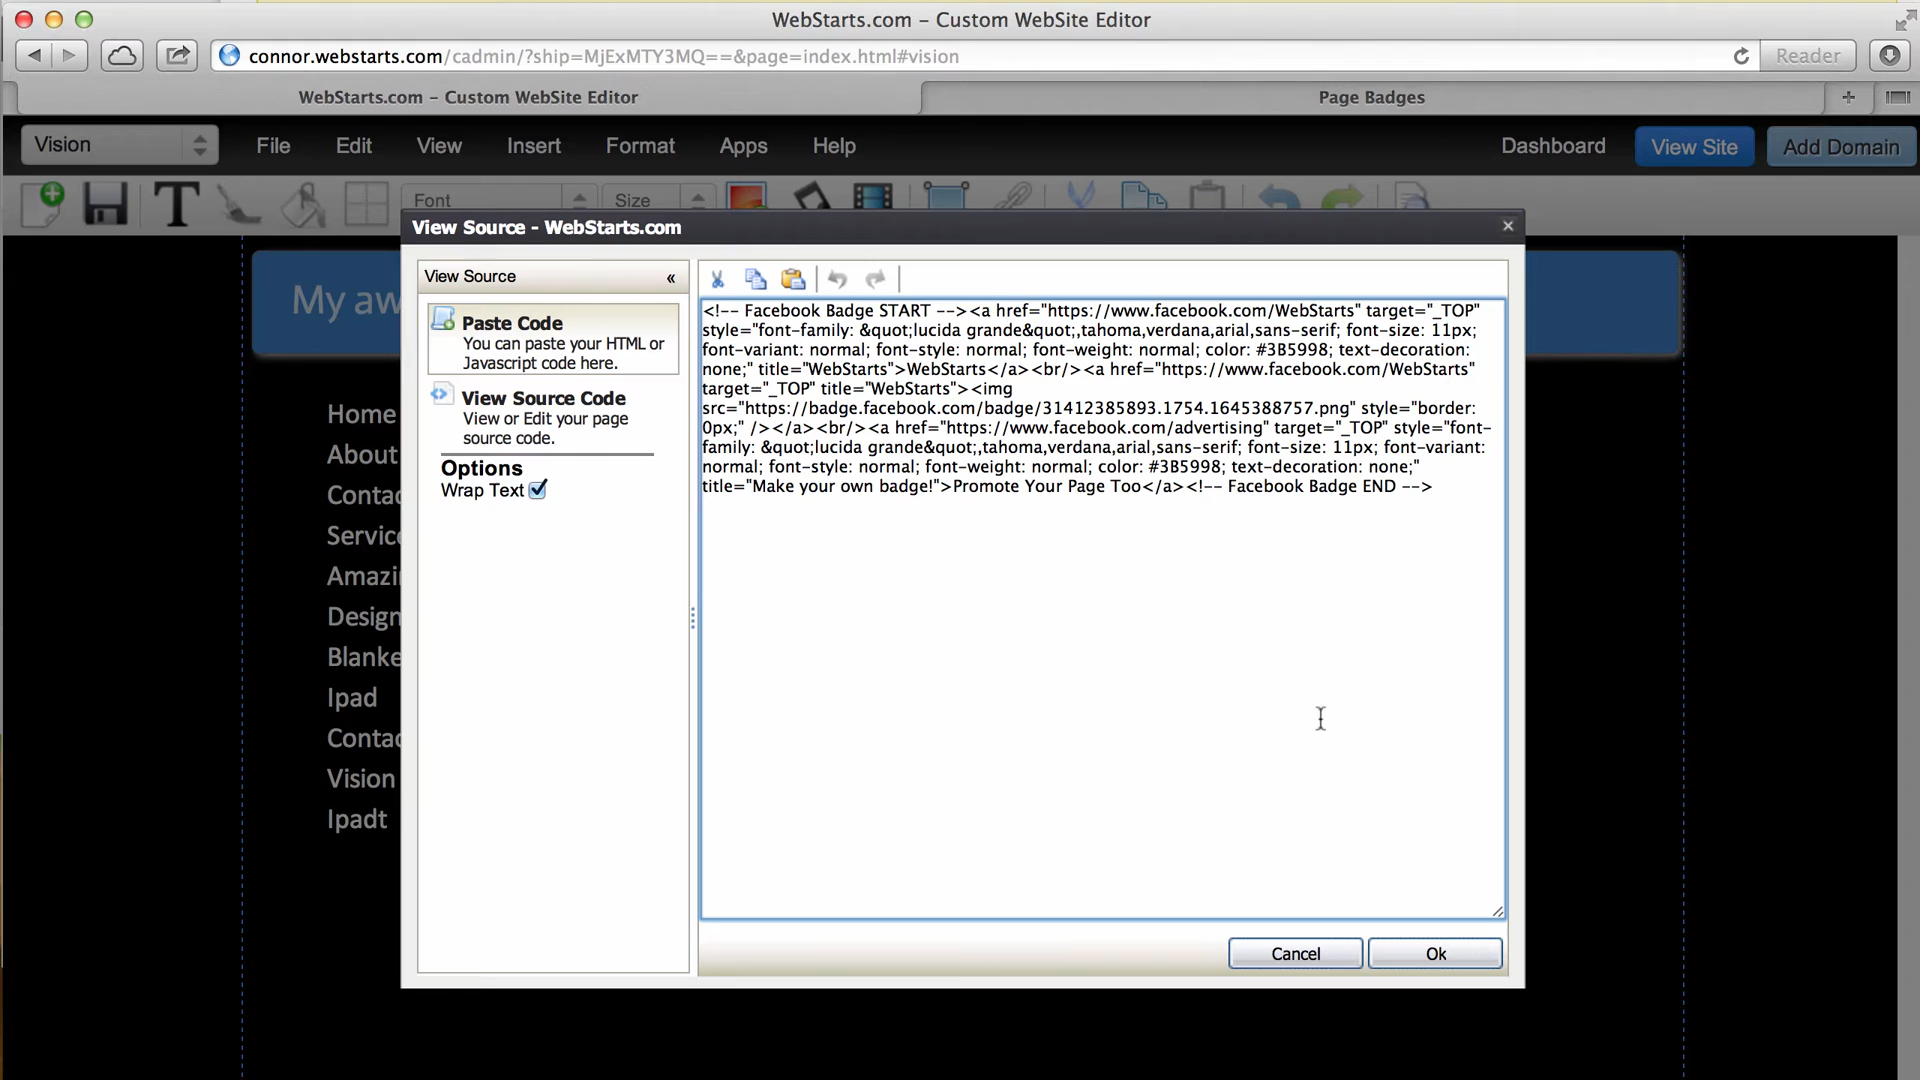 WebStarts.com – Custom WebSite Editor
connor.webstarts.com/cadmin/?ship=MjExMTY3MQ==&page=index.html#vision
Reader
WebStarts.com – Custom WebSite Editor
Page Badges
Vision
File
Edit
View
Insert
Format
Apps
Help
Dashboard
View Site
Add Domain
Font
Size
View Source - WebStarts.com
View Source
«
Paste Code
You can paste your HTML or
Javascript code here.
View Source Code
View or Edit your page
source code.
Options
Wrap Text
<!-- Facebook Badge START --><a href="https://www.facebook.com/WebStarts" target="_TOP"
style="font-family: &quot;lucida grande&quot;,tahoma,verdana,arial,sans-serif; font-size: 11px;
font-variant: normal; font-style: normal; font-weight: normal; color: #3B5998; text-decoration:
none;" title="WebStarts">WebStarts</a><br/><a href="https://www.facebook.com/WebStarts"
target="_TOP" title="WebStarts"><img
src="https://badge.facebook.com/badge/31412385893.1754.1645388757.png" style="border:
0px;" /></a><br/><a href="https://www.facebook.com/advertising" target="_TOP" style="font-
family: &quot;lucida grande&quot;,tahoma,verdana,arial,sans-serif; font-size: 11px; font-variant:
normal; font-style: normal; font-weight: normal; color: #3B5998; text-decoration: none;"
title="Make your own badge!">Promote Your Page Too</a><!-- Facebook Badge END -->
My aw
Home
About
Contac
Service
Amazi
Design
Blanke
Ipad
Contac
Vision
Ipadt
Cancel
Ok